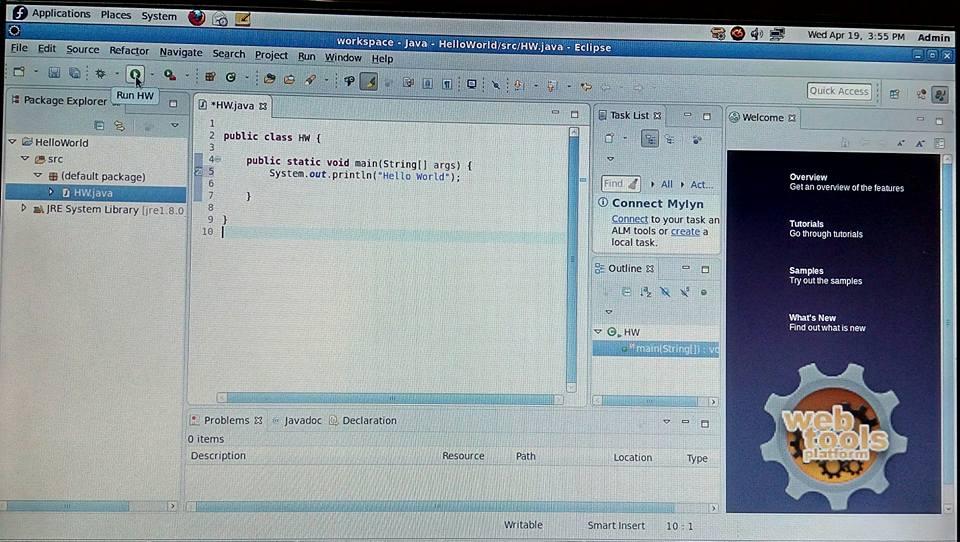 Applications Places System
Wed Apr 19, 3:55 PM Admin
workspace - Java - HelloWorld/src/HW.java - Eclipse
File Edit Source Refactor Navigate Search Project Run Window Help
Run HW
Quick Access
Package Explorer
HelloWorld
src
(default package)
HW.java
JRE System Library [jre1.8.0
*HW.java
1
2 public class HW {
3
4 public static void main(String[] args) {
5 System.out.println("Hello World");
6
7 }
8
9 }
10
Task List
Find
All
Act...
Connect Mylyn
Connect to your task an
ALM tools or create a
local task.
Outline
HW
main(String[]) : vo
Welcome
Overview
Get an overview of the features
Tutorials
Go through tutorials
Samples
Try out the samples
What's New
Find out what is new
web
tools
platform
Problems Javadoc Declaration
0 items
Description Resource Path Location Type
Writable Smart Insert 10 : 1